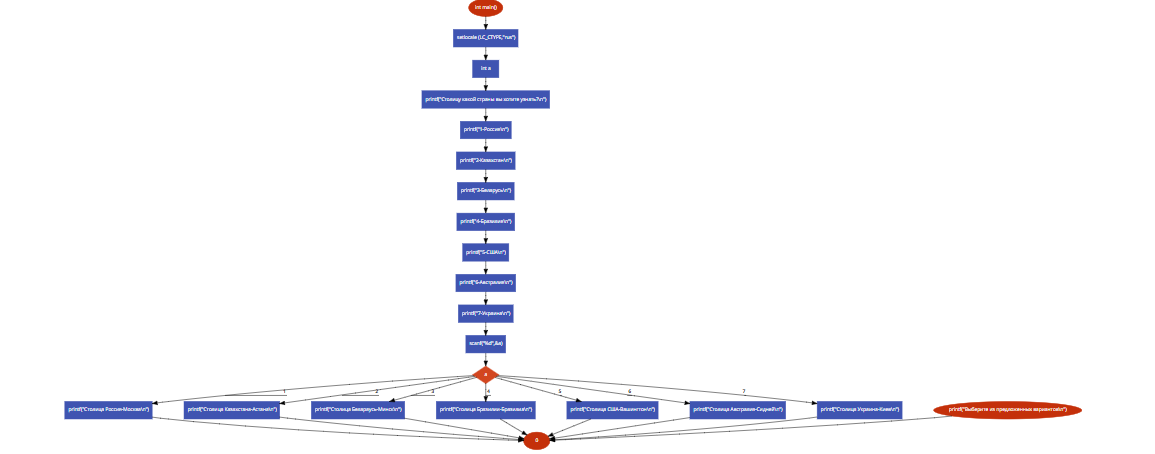 int main()
setlocale (LC_CTYPE,"rus")
int a
printf("Столицу какой страны вы хотите узнать?\n")
printf("1-Россия\n")
printf("2-Казахстан\n")
printf("3-Беларусь\n")
printf("4-Бразилия\n")
printf("5-США\n")
printf("6-Австралия\n")
printf("7-Украина\n")
scanf("%d",&a)
a
1
2
3
4
5
6
7
printf("Столица Россия-Москва\n")
printf("Столица Казахстана-Астана\n")
printf("Столица Беларусь-Минск\n")
printf("Столица Бразилии-Бразилиа\n")
printf("Столица США-Вашингтон\n")
printf("Столица Австралия-Сидней\n")
printf("Столица Украина-Киев\n")
printf("Выберите из предложенных вариантов\n")
0